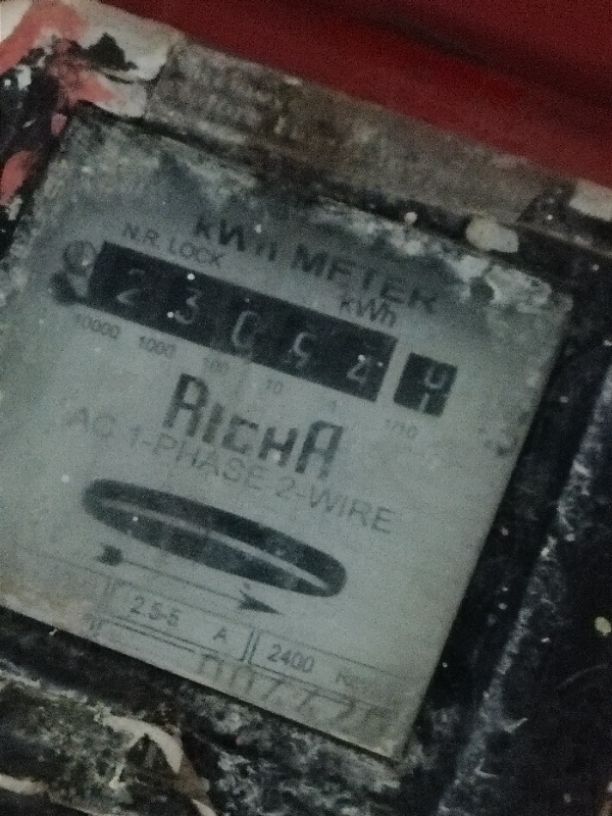 kWh METER
N.R. LOCK
kWh
2 3 0 5 4 4
10000 1000 100 10 1 1/10
RICHA
AC 1-PHASE 2-WIRE
2.5-5 A 2400